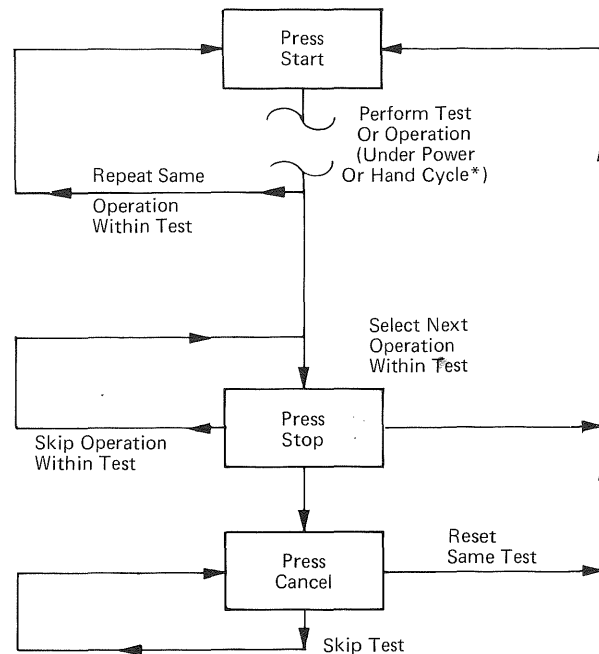 Press
Start
Perform Test
Or Operation
(Under Power
Or Hand Cycle*)
Repeat Same
Operation
Within Test
Select Next
Operation
Within Test
Press
Stop
Skip Operation
Within Test
Press
Cancel
Reset
Same Test
Skip Test